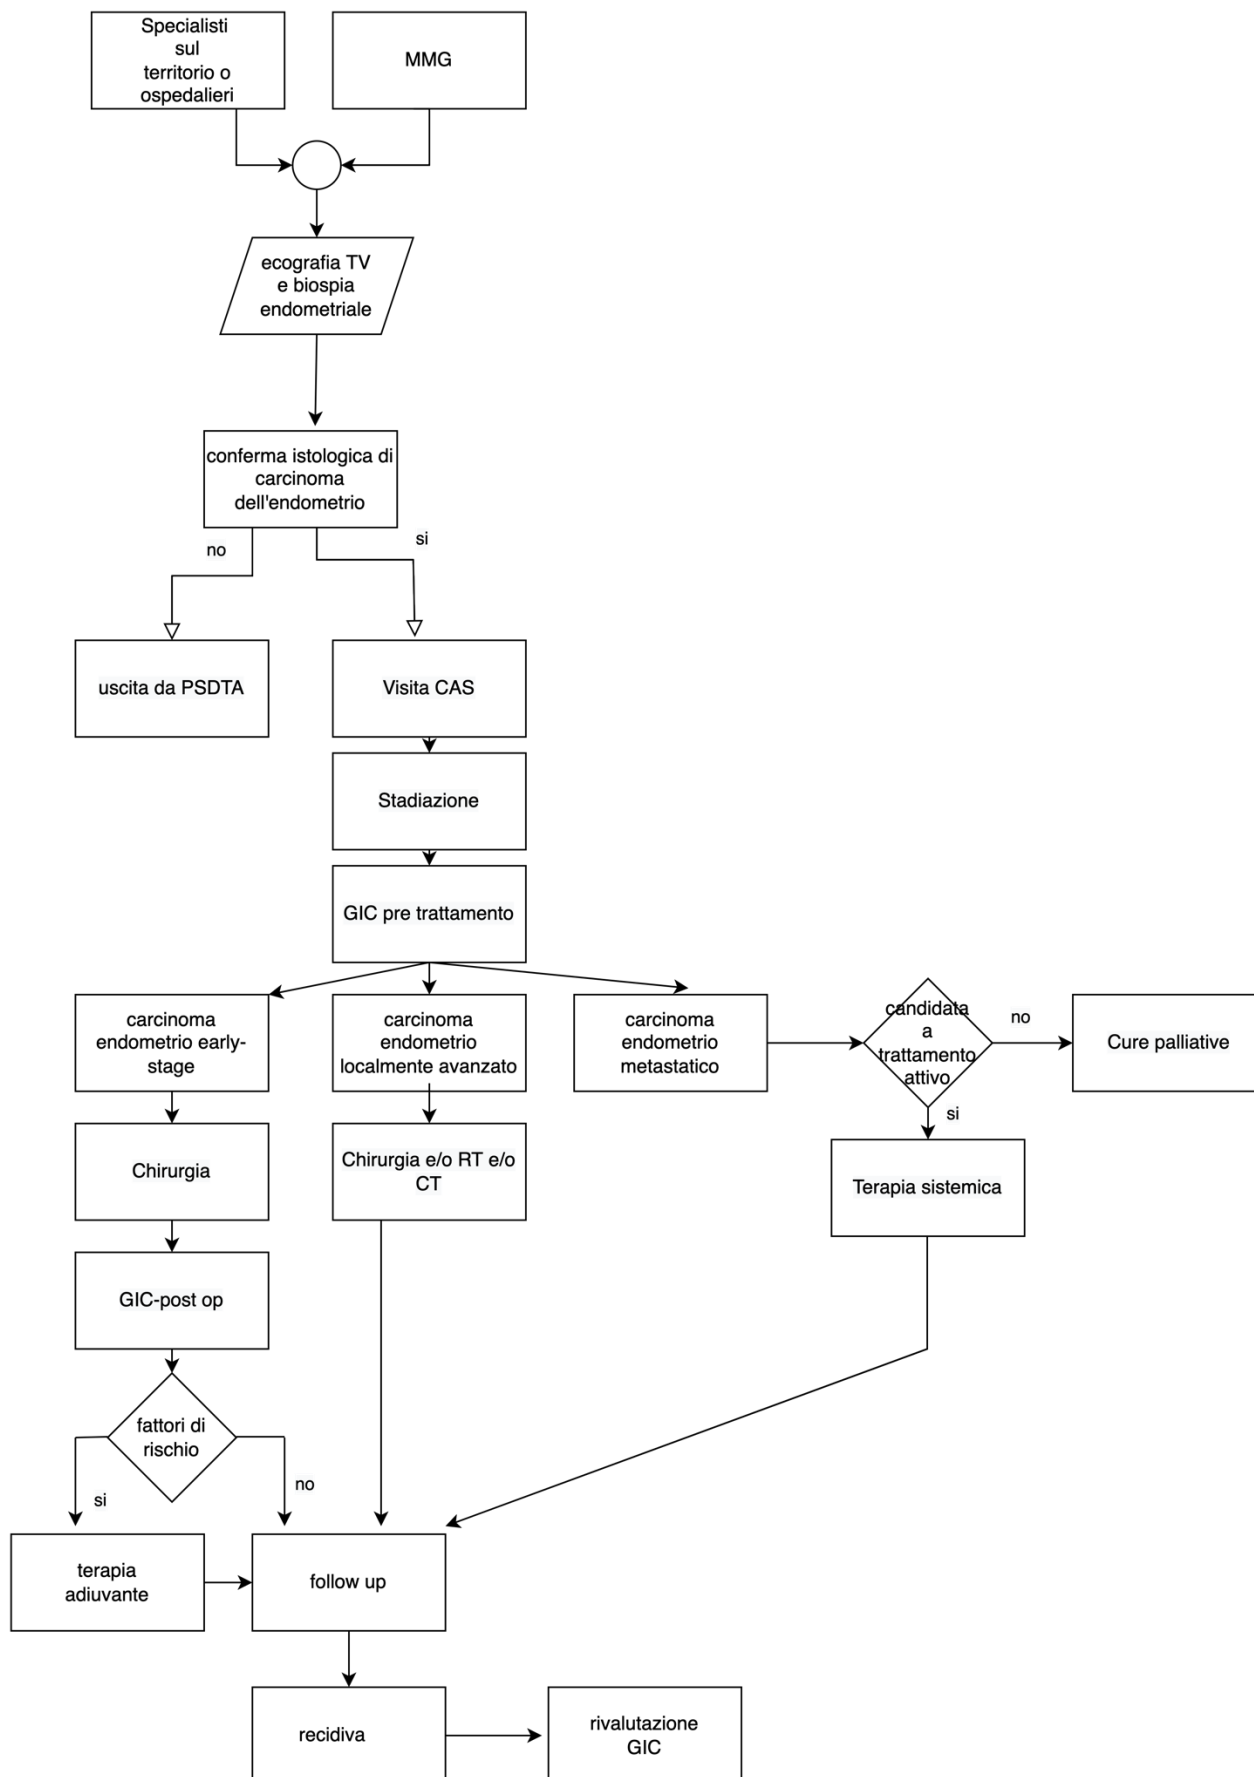 Specialisti
sul
territorio o
ospedalieri
MMG
ecografia TV
e biospia
endometriale
conferma istologica di
carcinoma
dell'endometrio
no
si
uscita da PSDTA
Visita CAS
Stadiazione
GIC pre trattamento
carcinoma
endometrio early-
stage
carcinoma
endometrio
localmente avanzato
carcinoma
endometrio
metastatico
candidata
a
trattamento
attivo
no
Cure palliative
si
Chirurgia
Chirurgia e/o RT e/o
CT
Terapia sistemica
GIC-post op
fattori di
rischio
si
no
terapia
adiuvante
follow up
recidiva
rivalutazione
GIC